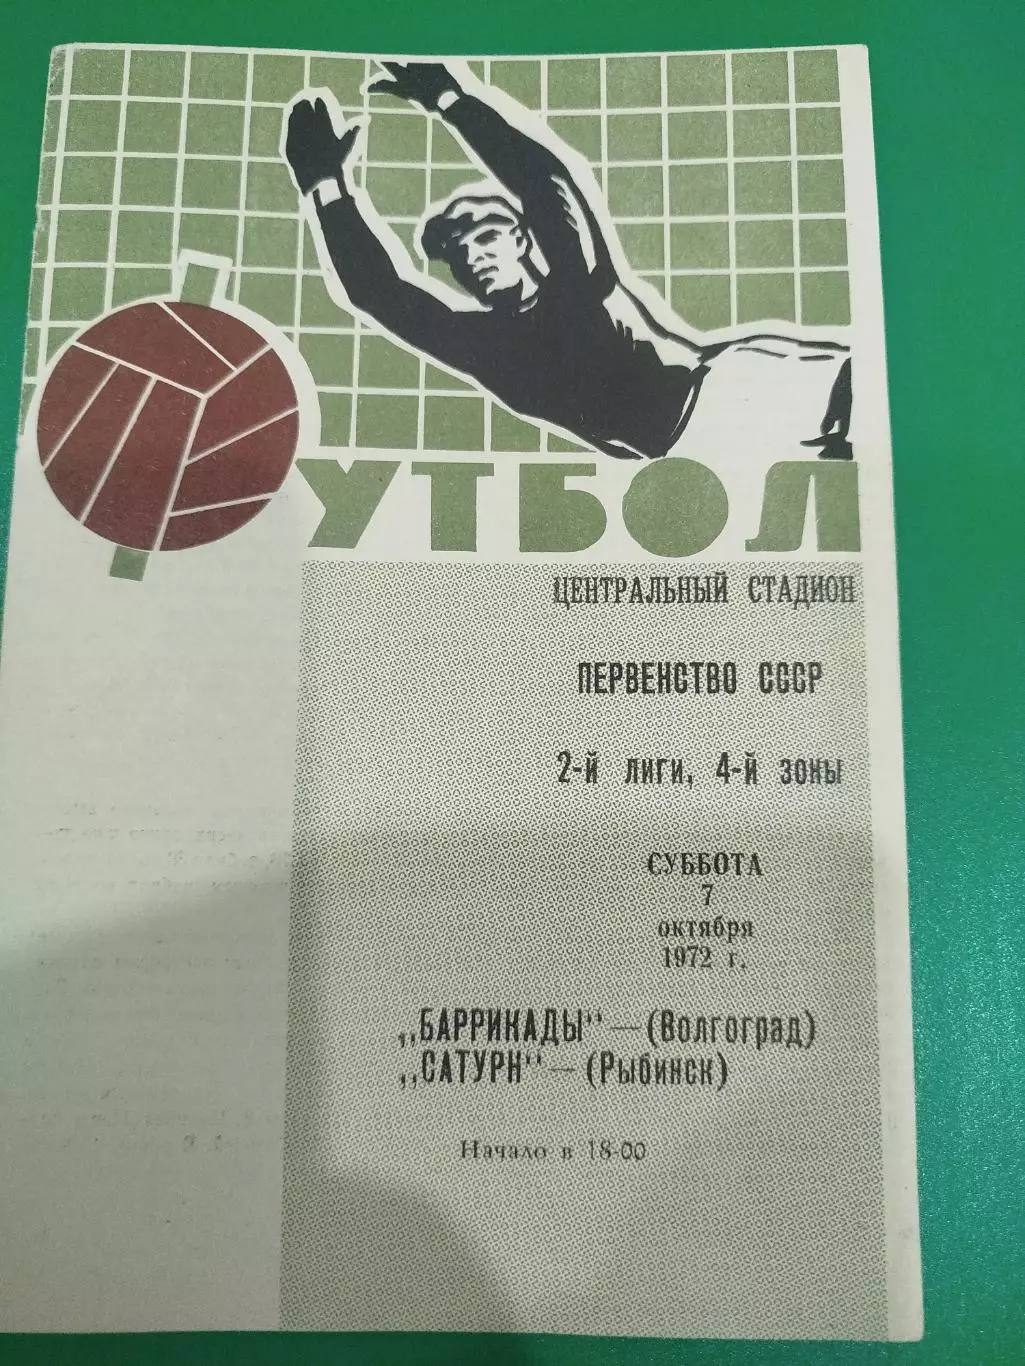 ФУТБОЛ
ЦЕНТРАЛЬНЫЙ СТАДИОН
ПЕРВЕНСТВО СССР
2-й ЛИГИ, 4-й ЗОНЫ
СУББОТА
7
октября
1972 г.
„БАРРИКАДЫ“ — (Волгоград)
„САТУРН“ — (Рыбинск)
Начало в 18-00